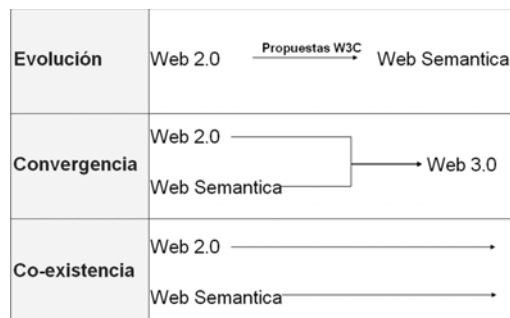 Evolución
Web 2.0
Propuestas W3C
Web Semantica
Convergencia
Web 2.0
Web Semantica
Web 3.0
Co-existencia
Web 2.0
Web Semantica